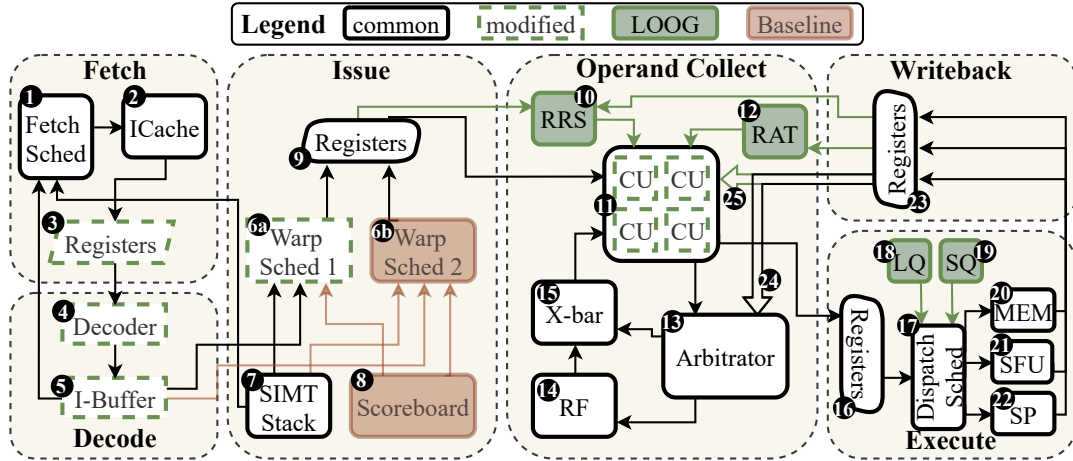 Legend common modified LOOG Baseline
Fetch
1
Fetch
Sched
2
ICache
3
Registers
4
Decoder
5
I-Buffer
Decode
Issue
9
Registers
6a
Warp
Sched 1
6b
Warp
Sched 2
7
SIMT
Stack
8
Scoreboard
Operand Collect
10
RRS
12
RAT
11
CU CU
CU CU
25
24
15
X-bar
13
Arbitrator
14
RF
Writeback
Registers
23
18
LQ
19
SQ
Registers
16
17
Dispatch
Sched
20
MEM
21
SFU
22
SP
Execute